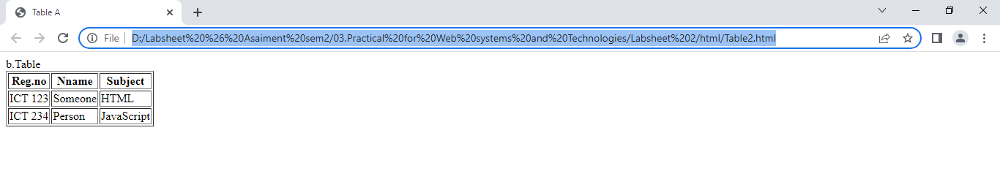 Table A
File
D:/Labsheet%20%26%20Asaiment%20sem2/03.Practical%20for%20Web%20systems%20and%20Technologies/Labsheet%202/html/Table2.html
b.Table
Reg.no Nname Subject
ICT 123 Someone HTML
ICT 234 Person JavaScript